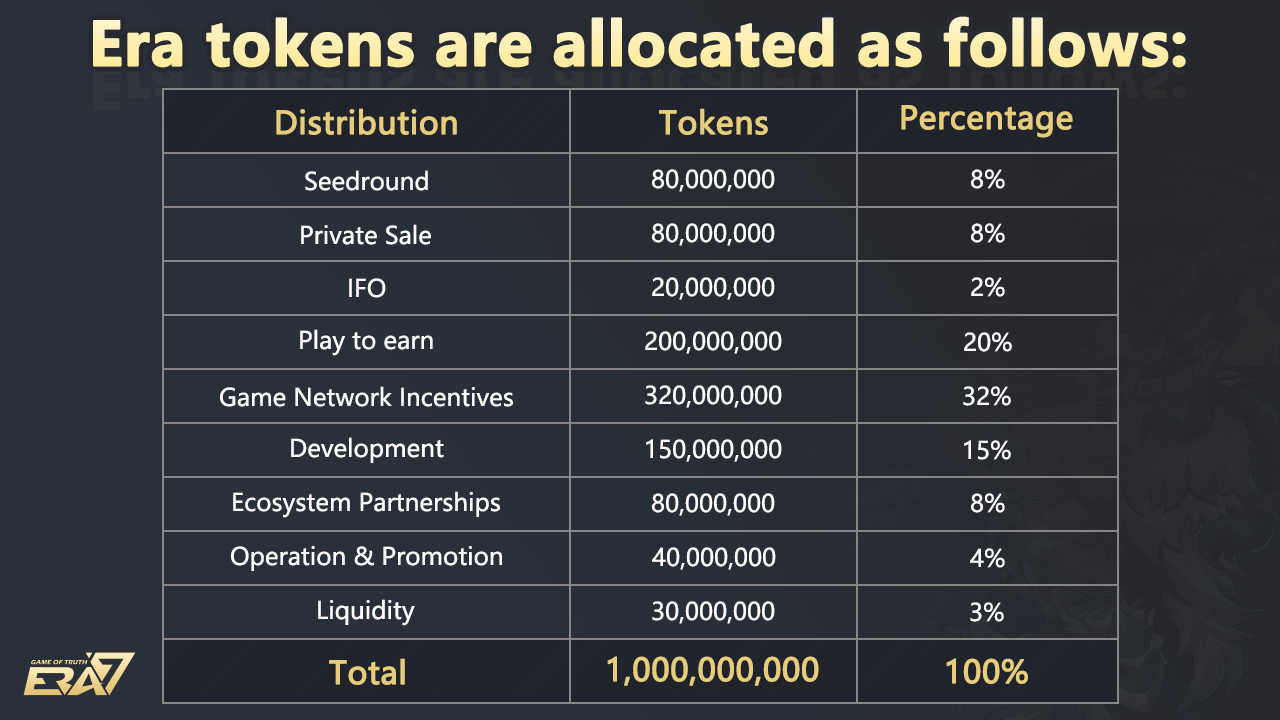 Era tokens are allocated as follows:
Distribution Tokens Percentage
Seedround 80,000,000 8%
Private Sale 80,000,000 8%
IFO 20,000,000 2%
Play to earn 200,000,000 20%
Game Network Incentives 320,000,000 32%
Development 150,000,000 15%
Ecosystem Partnerships 80,000,000 8%
Operation & Promotion 40,000,000 4%
Liquidity 30,000,000 3%
Total 1,000,000,000 100%
GAME OF TRUTH
ERA7